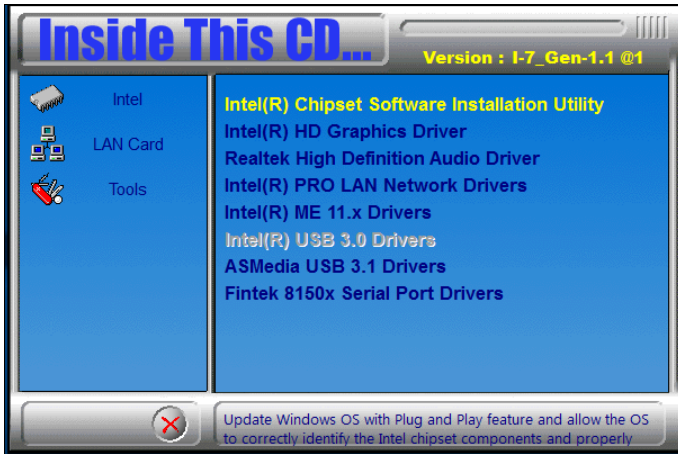 Inside This CD...
Version : I-7_Gen-1.1 @1
Intel
LAN Card
Tools
Intel(R) Chipset Software Installation Utility
Intel(R) HD Graphics Driver
Realtek High Definition Audio Driver
Intel(R) PRO LAN Network Drivers
Intel(R) ME 11.x Drivers
Intel(R) USB 3.0 Drivers
ASMedia USB 3.1 Drivers
Fintek 8150x Serial Port Drivers
Update Windows OS with Plug and Play feature and allow the OS
to correctly identify the Intel chipset components and properly